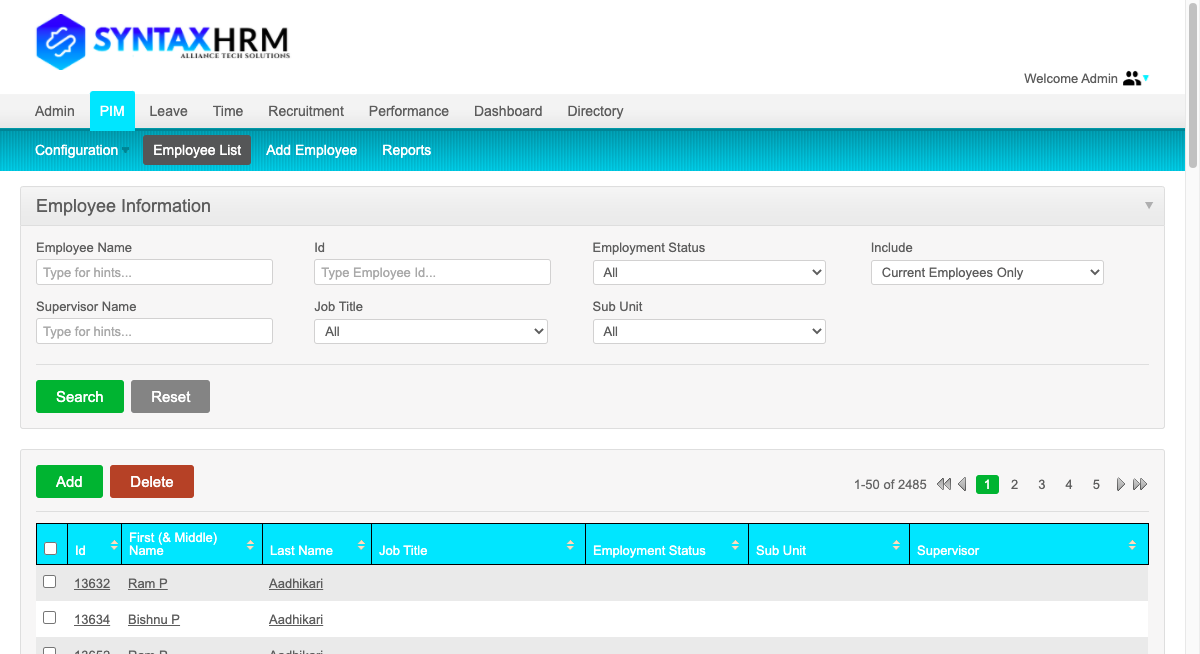 SYNTAXHRM
ALLIANCE TECH SOLUTIONS
Welcome Admin
Admin PIM Leave Time Recruitment Performance Dashboard Directory
Configuration Employee List Add Employee Reports
Employee Information
Employee Name Id Employment Status Include
Type for hints... Type Employee Id... All Current Employees Only
Supervisor Name Job Title Sub Unit
Type for hints... All All
Search Reset
Add Delete 1-50 of 2485 1 2 3 4 5
Id First (& Middle) Name Last Name Job Title Employment Status Sub Unit Supervisor
13632 Ram P Aadhikari
13634 Bishnu P Aadhikari
13652 Ram P Aadhikari